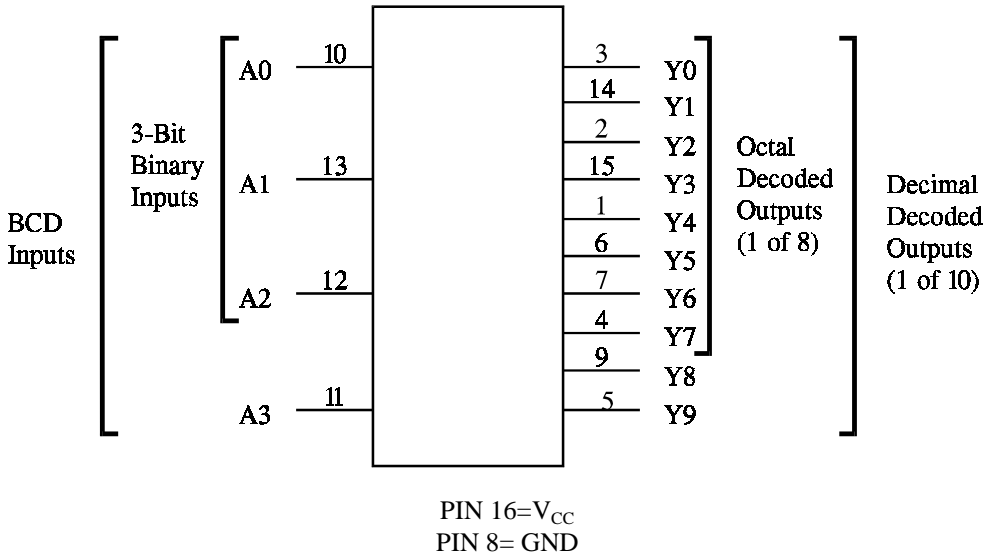 BCD
Inputs
3-Bit
Binary
Inputs
A0
10
A1
13
A2
12
A3
11
3
Y0
14
Y1
2
Y2
15
Y3
1
Y4
6
Y5
7
Y6
4
Y7
9
Y8
5
Y9
Octal
Decoded
Outputs
(1 of 8)
Decimal
Decoded
Outputs
(1 of 10)
PIN 16=VCC
PIN 8= GND